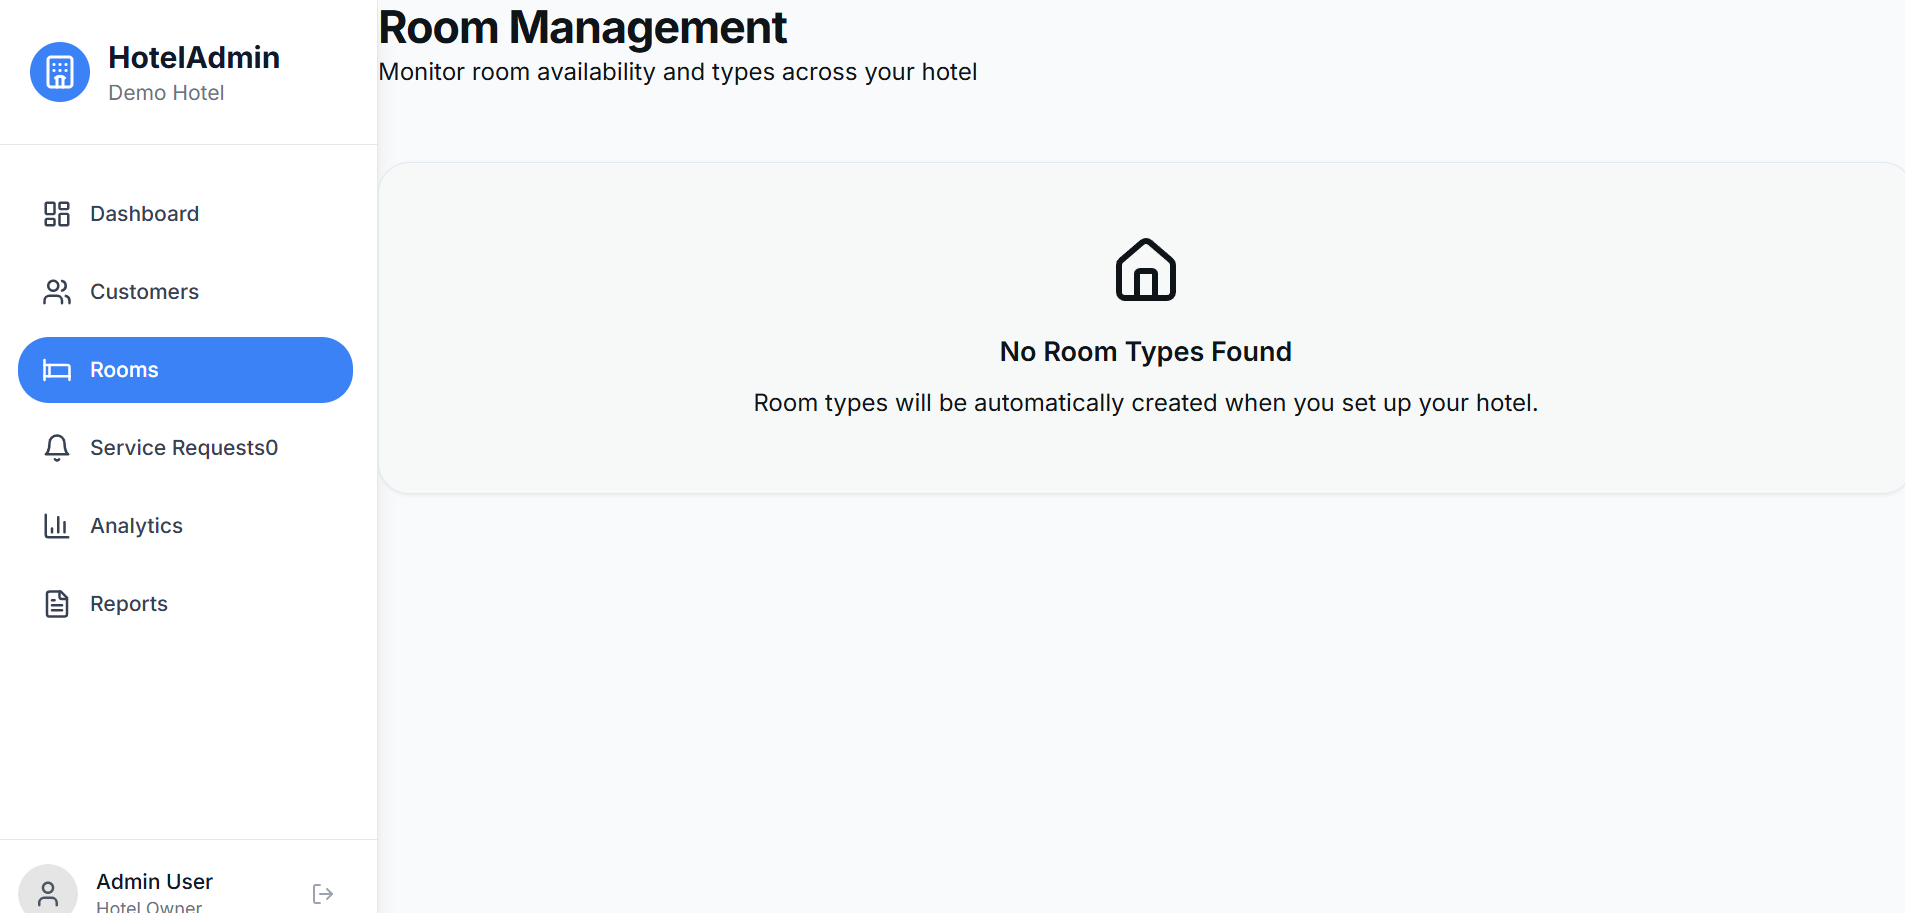 HotelAdmin
Demo Hotel
Dashboard
Customers
Rooms
Service Requests0
Analytics
Reports
Admin User
Hotel Owner
Room Management
Monitor room availability and types across your hotel
No Room Types Found
Room types will be automatically created when you set up your hotel.